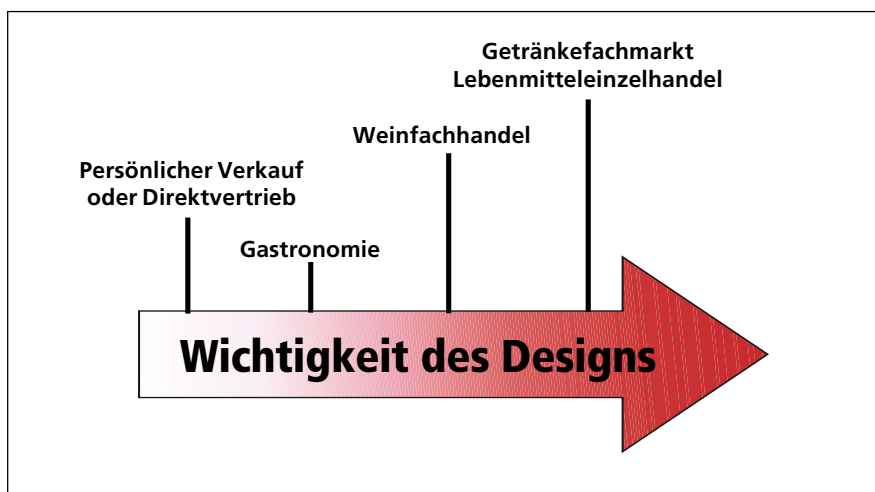 Getränkefachmarkt
Lebenmitteleinzelhandel
Weinfachhandel
Persönlicher Verkauf
oder Direktvertrieb
Gastronomie
Wichtigkeit des Designs